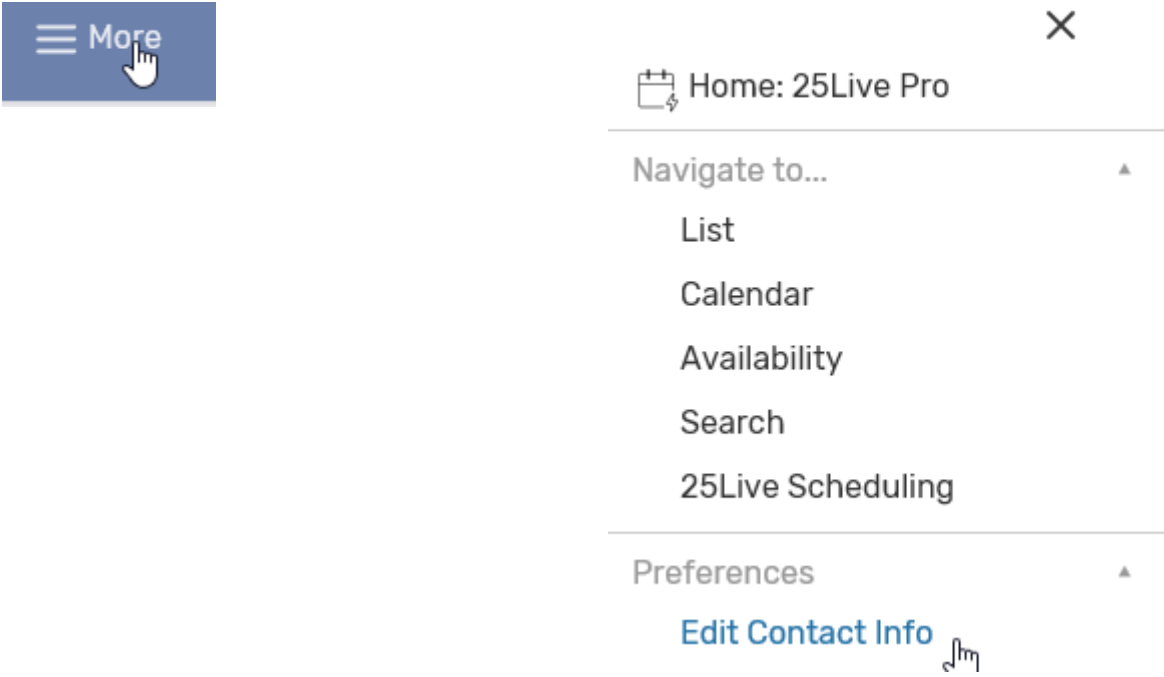 More
Home: 25Live Pro
Navigate to...
List
Calendar
Availability
Search
25Live Scheduling
Preferences
Edit Contact Info